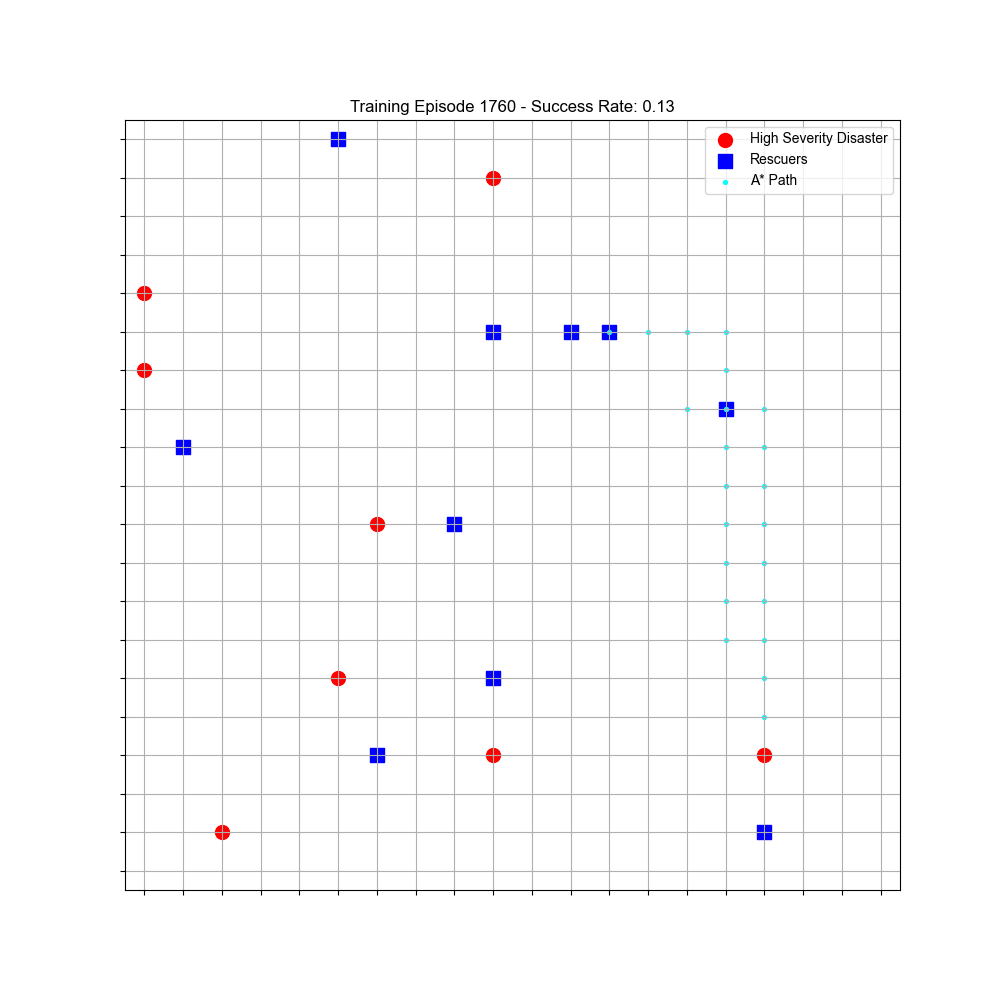 Training Episode 1760 - Success Rate: 0.13
High Severity Disaster
Rescuers
A* Path